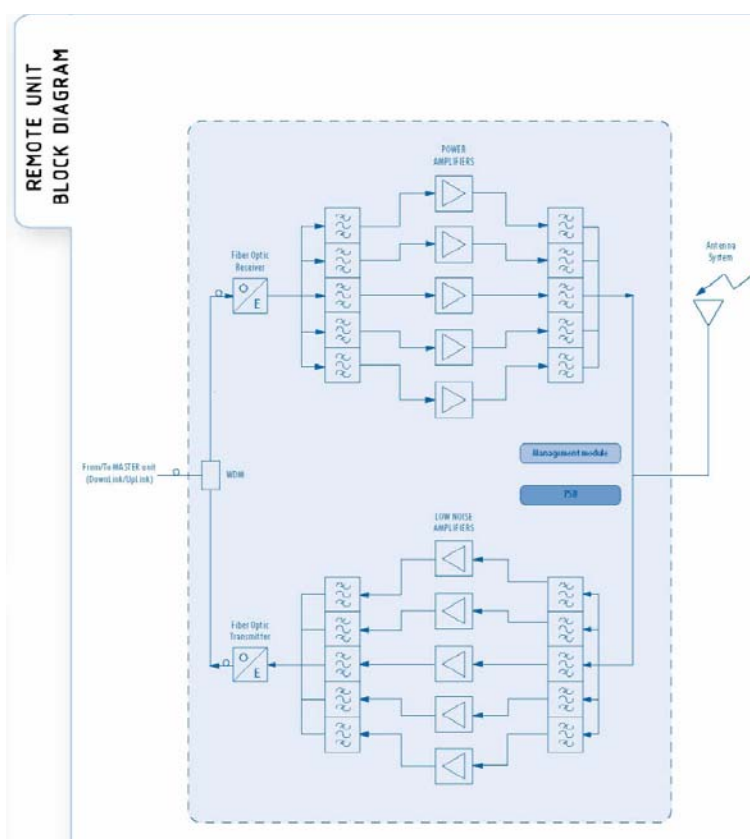 REMOTE UNIT
BLOCK DIAGRAM
POWER
AMPLIFIERS
Fiber Optic
Receiver
O
E
Antenna
System
Management module
From/To MASTER unit
(DownLink/UpLink)
WDM
PSU
LOW NOISE
AMPLIFIERS
Fiber Optic
Transmitter
O
E